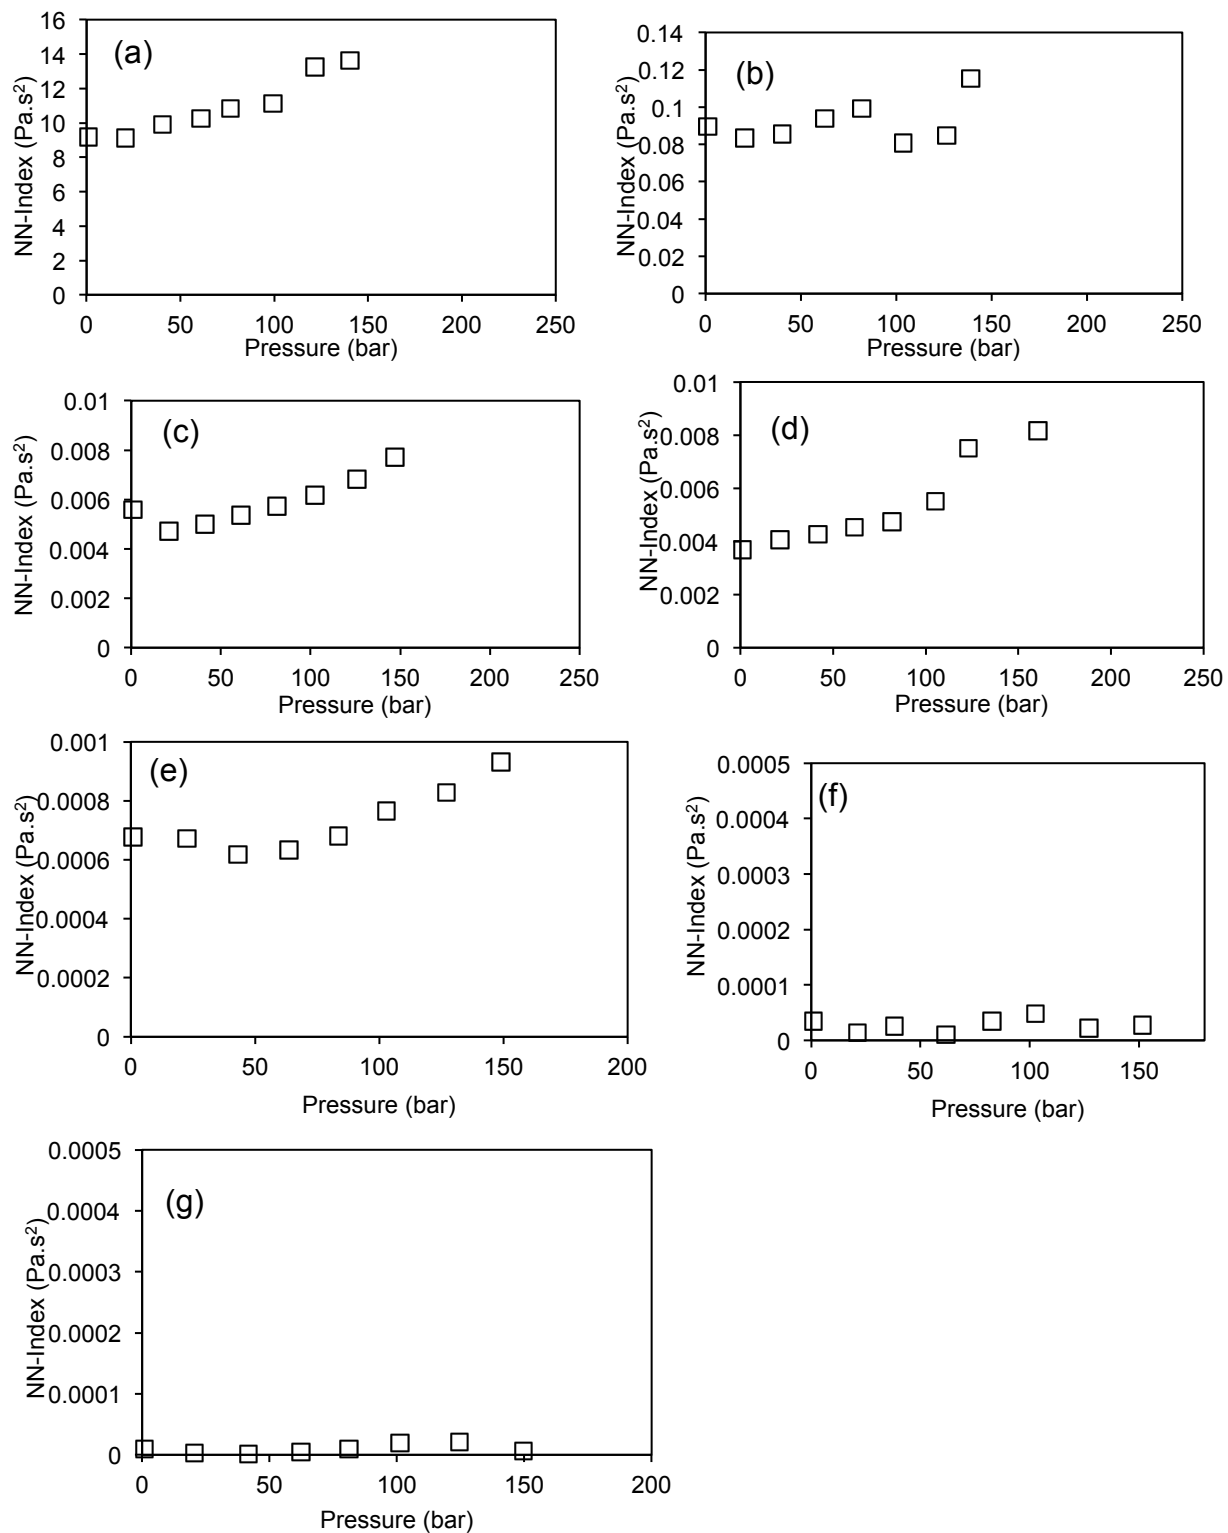 (a)
NN-Index (Pa.s²)
16
14
12
10
8
6
4
2
0
0 50 100 150 200 250
Pressure (bar)
(b)
NN-Index (Pa.s²)
0.14
0.12
0.1
0.08
0.06
0.04
0.02
0
0 50 100 150 200 250
Pressure (bar)
(c)
NN-Index (Pa.s²)
0.01
0.008
0.006
0.004
0.002
0
0 50 100 150 200 250
Pressure (bar)
(d)
NN-Index (Pa.s²)
0.01
0.008
0.006
0.004
0.002
0
0 50 100 150 200 250
Pressure (bar)
(e)
NN-Index (Pa.s²)
0.001
0.0008
0.0006
0.0004
0.0002
0
0 50 100 150 200
Pressure (bar)
(f)
NN-Index (Pa.s²)
0.0005
0.0004
0.0003
0.0002
0.0001
0
0 50 100 150
Pressure (bar)
(g)
NN-Index (Pa.s²)
0.0005
0.0004
0.0003
0.0002
0.0001
0
0 50 100 150 200
Pressure (bar)